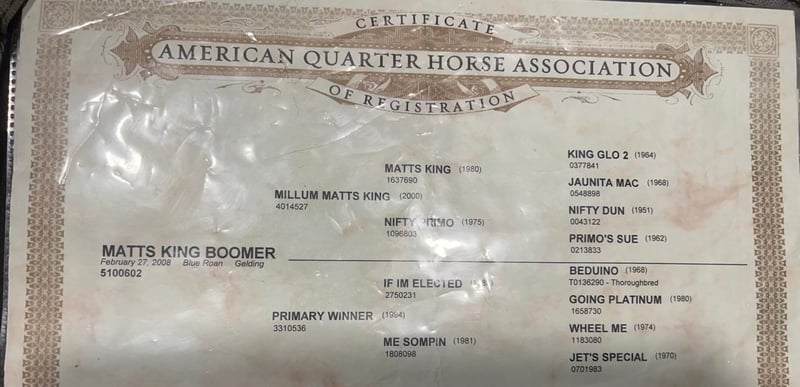 CERTIFICATE
AMERICAN QUARTER HORSE ASSOCIATION
OF REGISTRATION
KING GLO 2 (1964)
0377841
MATTS KING (1980)
1637690
JAUNITA MAC (1968)
0548898
MILLUM MATTS KING (2000)
4014527
NIFTY DUN (1951)
0043122
NIFTY PRIMO (1975)
1096803
PRIMO'S SUE (1962)
0213833
MATTS KING BOOMER
February 27, 2008 Blue Roan Gelding
5100602
BEDUINO (1968)
T0136290 - Thoroughbred
IF IM ELECTED
2750231
GOING PLATINUM (1980)
1658730
PRIMARY WINNER (1994)
3310536
WHEEL ME (1974)
1183080
ME SOMPIN (1981)
1808098
JET'S SPECIAL (1970)
0701983